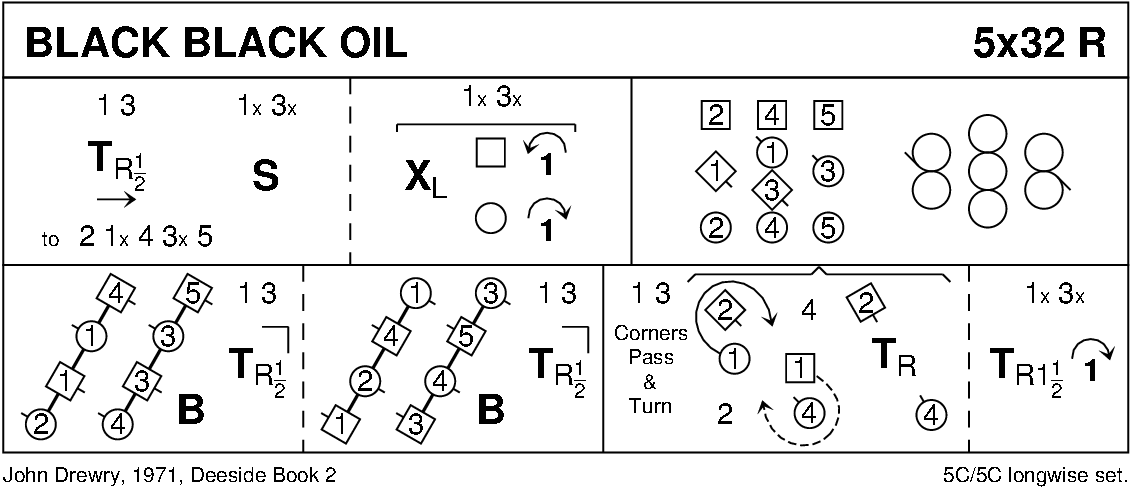 BLACK BLACK OIL 5x32 R
1 3 1x 3x
TR1/2 S
to 2 1x 4 3x 5
1x 3x
XL 1
1
2 4 5
1
1 3
3
2 4 5
4 5 1 3
1 3
TR1/2
1 3
2 4 B
1 3 1 3
4 5
TR1/2
2 4
1 3 B
1 3 2 4 2
Corners
Pass
&
Turn
1 1 TR
2 4 4
1x 3x
TR1 1/2 1
John Drewry, 1971, Deeside Book 2 5C/5C longwise set.